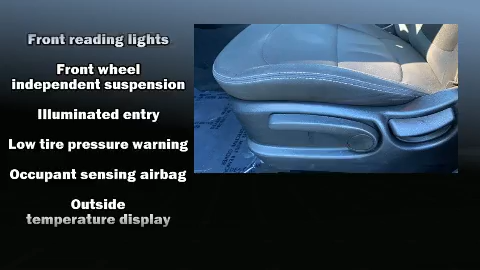 Front reading lights
Front wheel
independent suspension
Illuminated entry
Low tire pressure warning
Occupant sensing airbag
Outside
temperature display